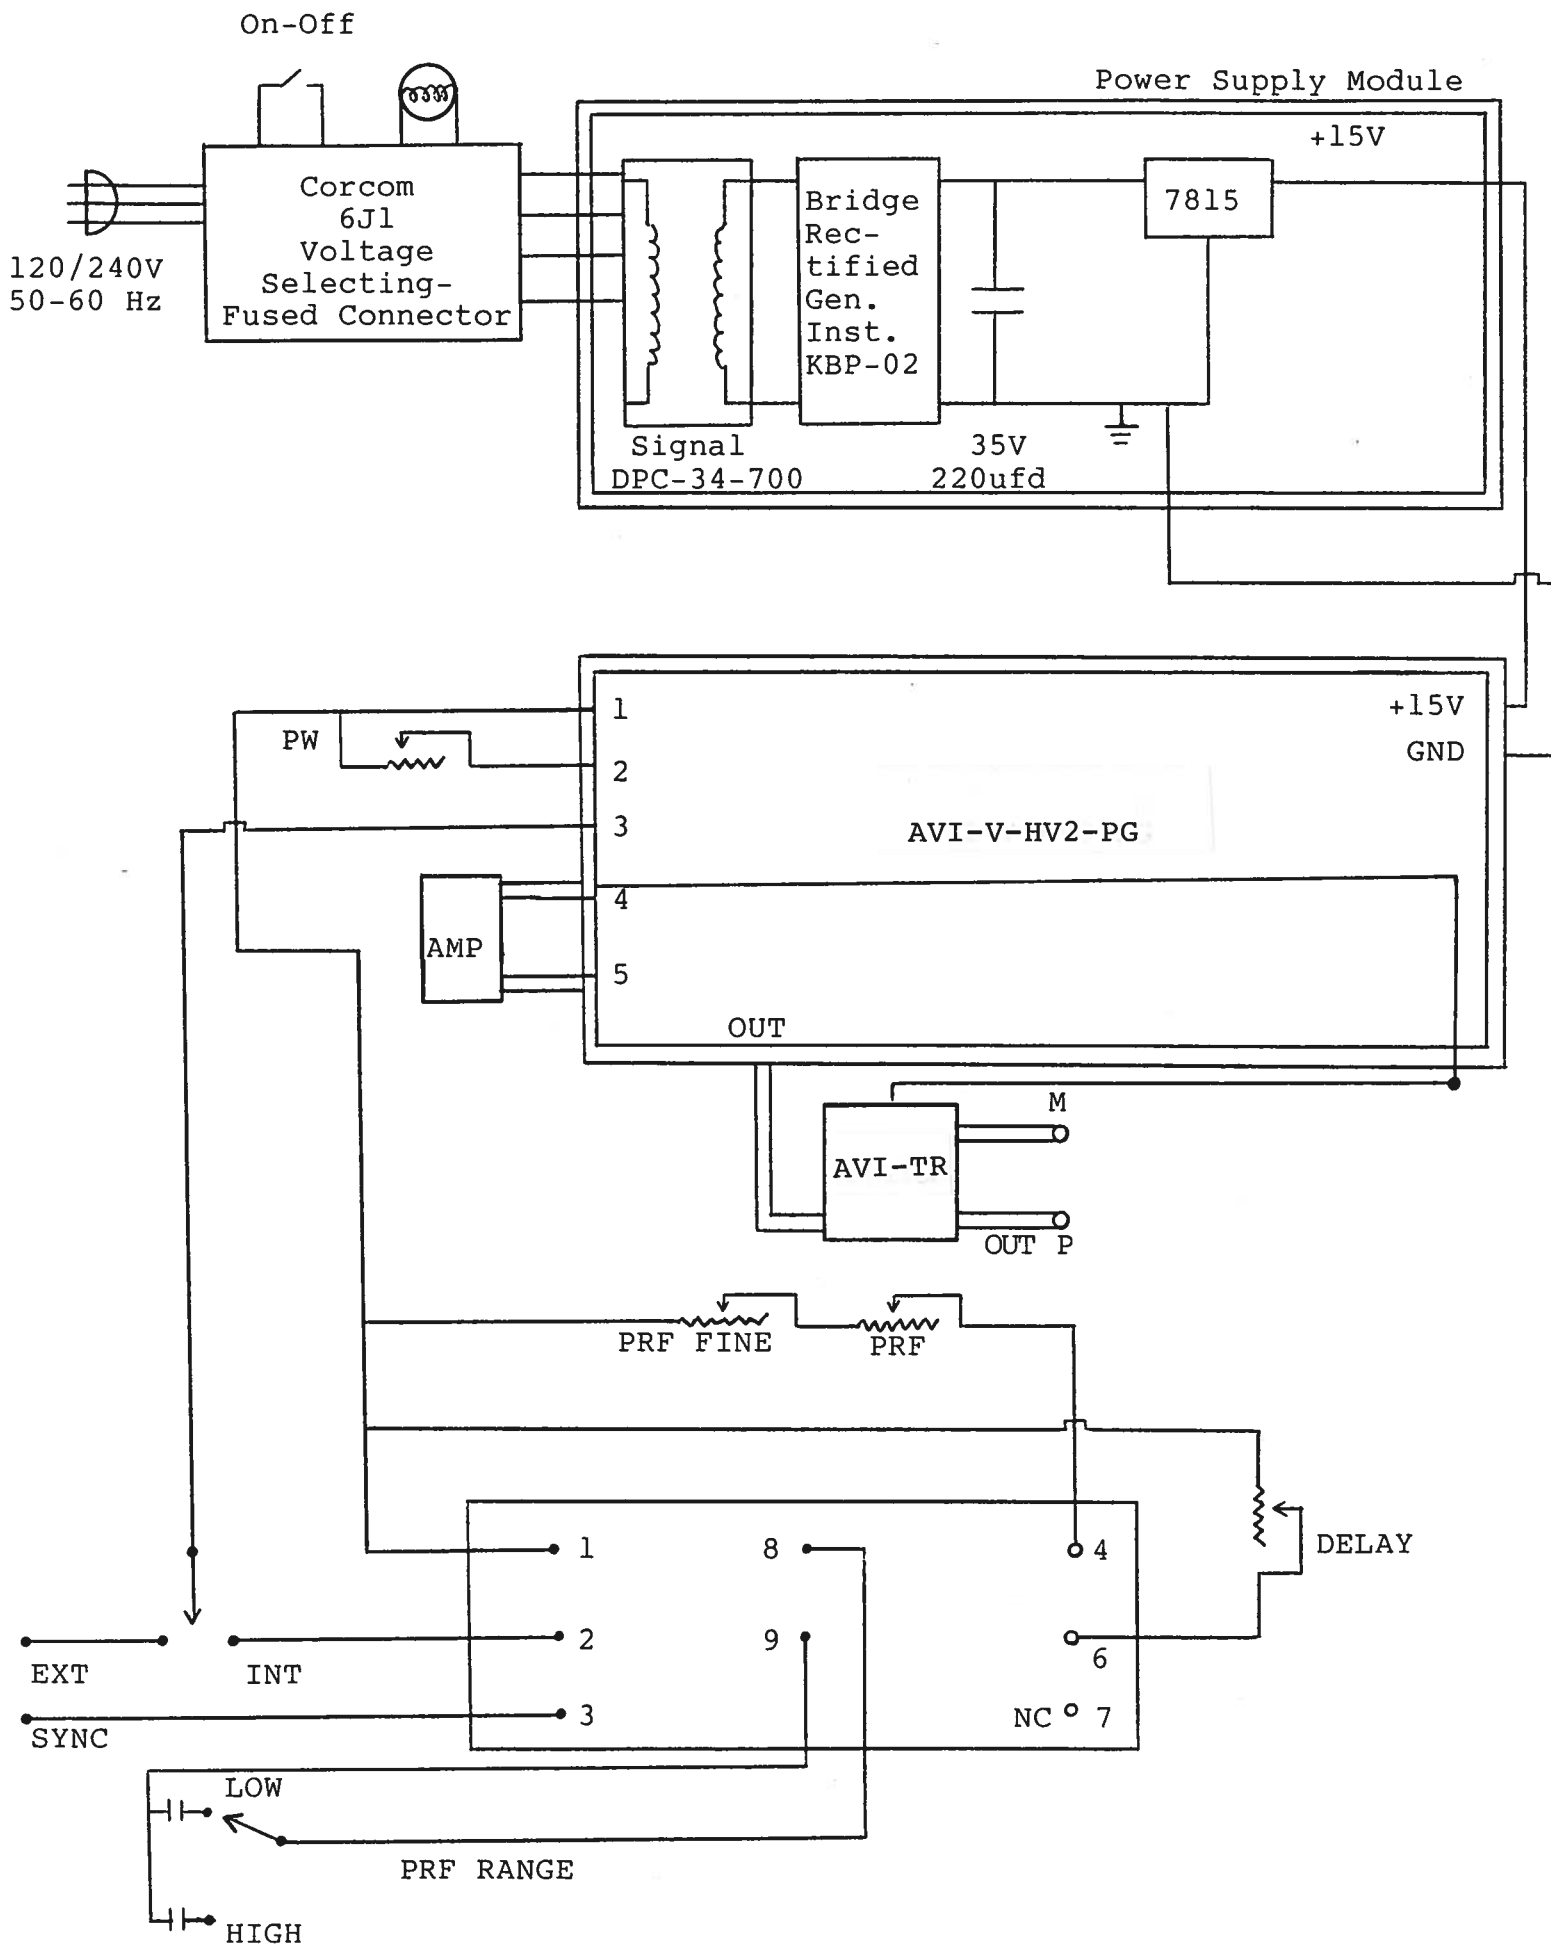 On-Off
Power Supply Module
+15V
Corcom
6J1
Voltage
Selecting-
Fused Connector
120/240V
50-60 Hz
Bridge
Rec-
tified
Gen.
Inst.
KBP-02
7815
Signal
DPC-34-700
35V
220ufd
1
+15V
PW
GND
2
3
AVI-V-HV2-PG
4
AMP
5
OUT
M
AVI-TR
OUT P
PRF FINE
PRF
1
8
4
DELAY
2
9
6
EXT
INT
3
NC
7
SYNC
LOW
PRF RANGE
HIGH